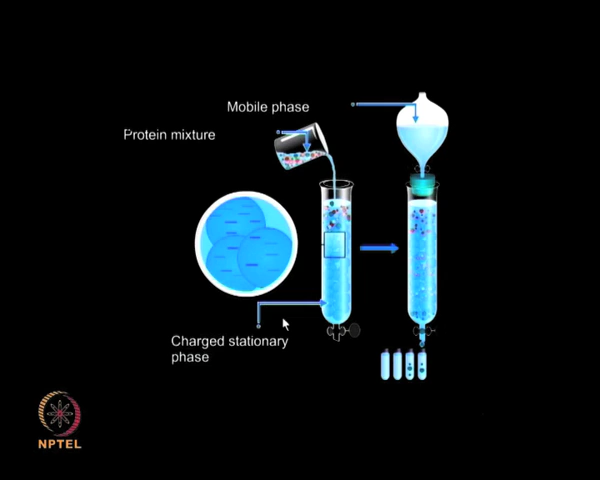 Mobile phase
Protein mixture
Charged stationary
phase
NPTEL